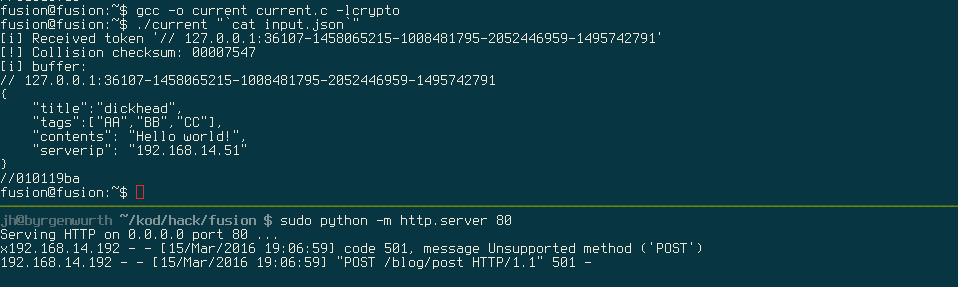 fusion@fusion:~$ gcc -o current current.c -lcrypto
fusion@fusion:~$ ./current "`cat input.json`"
[i] Received token '// 127.0.0.1:36107-1458065215-1008481795-2052446959-1495742791'
[!] Collision checksum: 00007547
[i] buffer:
// 127.0.0.1:36107-1458065215-1008481795-2052446959-1495742791
{
    "title":"dickhead",
    "tags":["AA","BB","CC"],
    "contents": "Hello world!",
    "serverip": "192.168.14.51"
}
//010119ba
fusion@fusion:~$
jh@byrgenwurth ~/kod/hack/fusion $ sudo python -m http.server 80
Serving HTTP on 0.0.0.0 port 80 ...
x192.168.14.192 - - [15/Mar/2016 19:06:59] code 501, message Unsupported method ('POST')
192.168.14.192 - - [15/Mar/2016 19:06:59] "POST /blog/post HTTP/1.1" 501 -